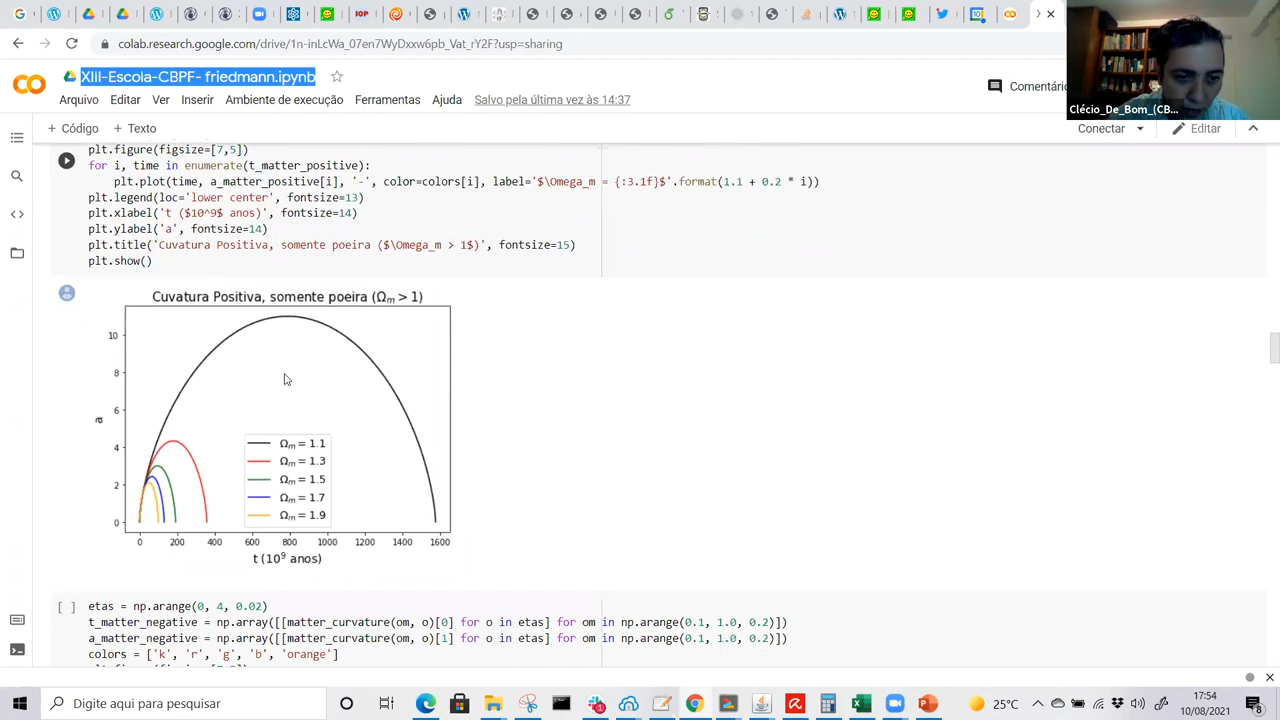 IOP
colab.research.google.com/drive/1n-inLcWa_07en7WyDxxw6pb_Vat_rY2F?usp=sharing
XIII-Escola-CBPF- friedmann.ipynb
Comentário
Clécio_De_Bom_(CB...
Arquivo Editar Ver Inserir Ambiente de execução Ferramentas Ajuda Salvo pela última vez às 14:37
+ Código + Texto
Conectar Editar
plt.figure(figsize=[7,5])
for i, time in enumerate(t_matter_positive):
plt.plot(time, a_matter_positive[i], '-', color=colors[i], label='$\Omega_m = {:3.1f}$'.format(1.1 + 0.2 * i))
plt.legend(loc='lower center', fontsize=13)
plt.xlabel('t ($10^9$ anos)', fontsize=14)
plt.ylabel('a', fontsize=14)
plt.title('Cuvatura Positiva, somente poeira ($\Omega_m > 1$)', fontsize=15)
plt.show()
Cuvatura Positiva, somente poeira (Ωm > 1)
10
8
6
a
4
2
0
Ωm = 1.1
Ωm = 1.3
Ωm = 1.5
Ωm = 1.7
Ωm = 1.9
0 200 400 600 800 1000 1200 1400 1600
t (10⁹ anos)
[ ] etas = np.arange(0, 4, 0.02)
t_matter_negative = np.array([[matter_curvature(om, o)[0] for o in etas] for om in np.arange(0.1, 1.0, 0.2)])
a_matter_negative = np.array([[matter_curvature(om, o)[1] for o in etas] for om in np.arange(0.1, 1.0, 0.2)])
colors = ['k', 'r', 'g', 'b', 'orange']
Digite aqui para pesquisar
25°C
17:54
10/08/2021
8